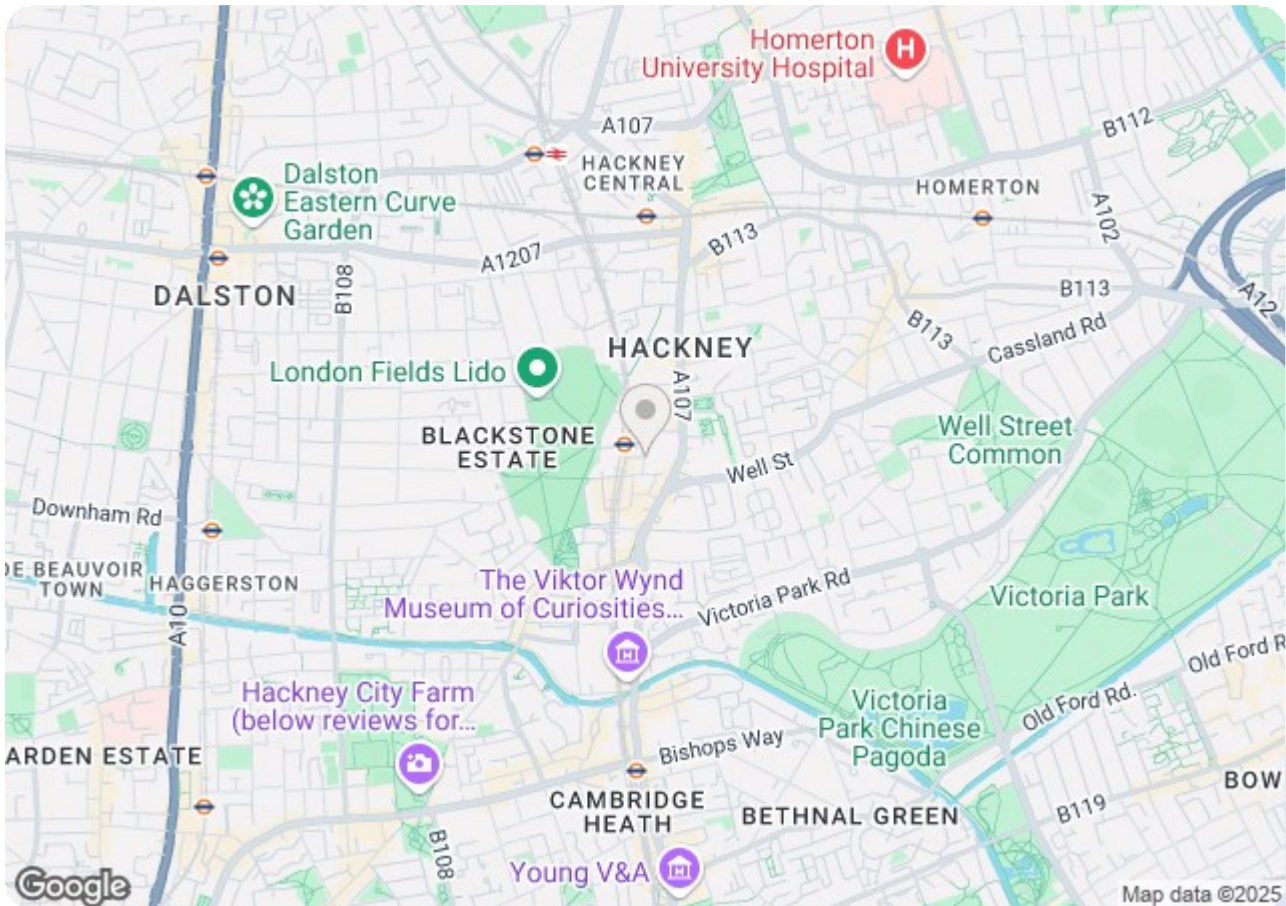 Homerton
University Hospital
H
A107
B112
HACKNEY
CENTRAL
Dalston
Eastern Curve
Garden
HOMERTON
A102
B113
A1207
A12
DALSTON
B108
B113
B113
Cassland Rd
HACKNEY
London Fields Lido
A107
BLACKSTONE
ESTATE
Well Street
Common
Well St
Downham Rd
DE BEAUVOIR
TOWN
HAGGERSTON
The Viktor Wynd
Museum of Curiosities...
Victoria Park Rd
Victoria Park
A10
Old Ford R
Hackney City Farm
(below reviews for...
Victoria
Park Chinese
Pagoda
Old Ford Rd.
ARDEN ESTATE
Bishops Way
BOW
CAMBRIDGE
HEATH
BETHNAL GREEN
B119
B108
Young V&A
Google
Map data ©2025